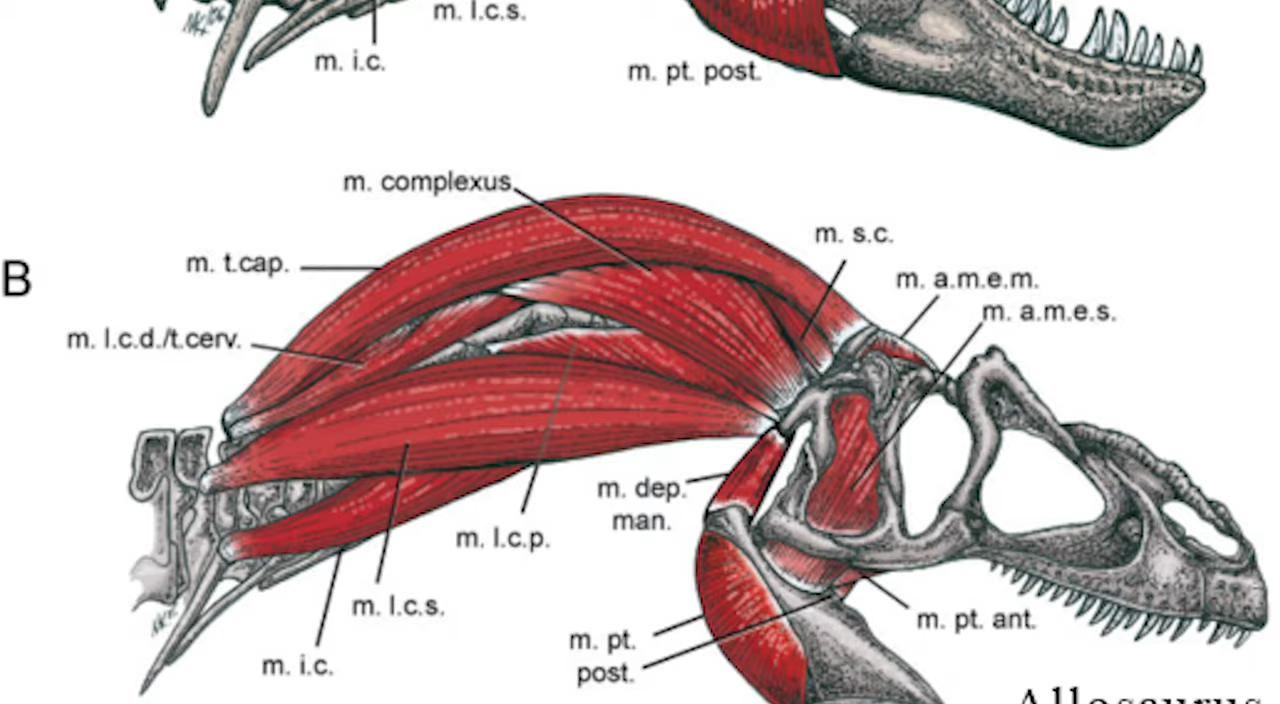 m. l.c.s.
m. i.c.
m. pt. post.
B
m. complexus
m. t.cap.
m. s.c.
m. a.m.e.m.
m. a.m.e.s.
m. l.c.d./t.cerv.
m. dep.
man.
m. l.c.p.
m. l.c.s.
m. i.c.
m. pt.
post.
m. pt. ant.
Allosaurus